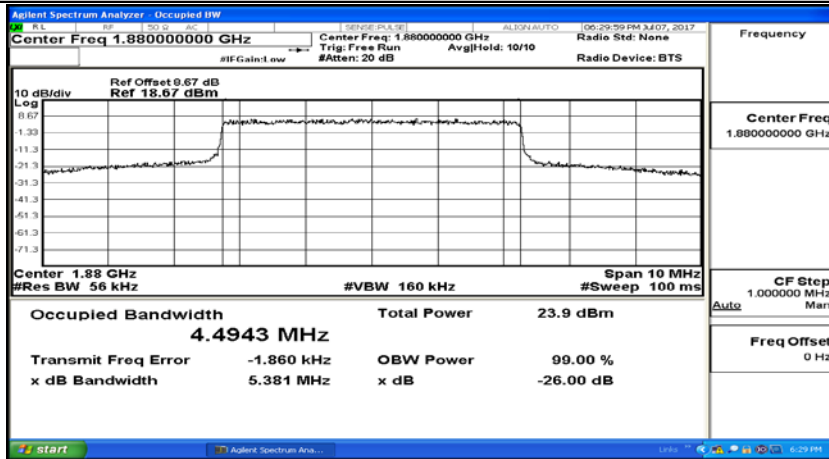 Agilent Spectrum Analyzer - Occupied BW
RL RF 50 Ω AC SENSE:PULSE ALIGNAUTO 06:29:59 PM Jul 07, 2017
Center Freq 1.880000000 GHz
Center Freq: 1.880000000 GHz
Radio Std: None
Trig: Free Run Avg|Hold: 10/10
#IFGain:Low #Atten: 20 dB
Radio Device: BTS
Ref Offset 8.67 dB
10 dB/div Ref 18.67 dBm
Log
8.67
-1.33
-11.3
-21.3
-31.3
-41.3
-51.3
-61.3
-71.3
Center 1.88 GHz
Span 10 MHz
#Res BW 56 kHz #VBW 160 kHz #Sweep 100 ms
Occupied Bandwidth Total Power 23.9 dBm
4.4943 MHz
Transmit Freq Error -1.860 kHz OBW Power 99.00 %
x dB Bandwidth 5.381 MHz x dB -26.00 dB
Frequency
Center Freq
1.880000000 GHz
CF Step
1.000000 MHz
Auto Man
Freq Offset
0 Hz
start Agilent Spectrum Ana... Links 6:29 PM